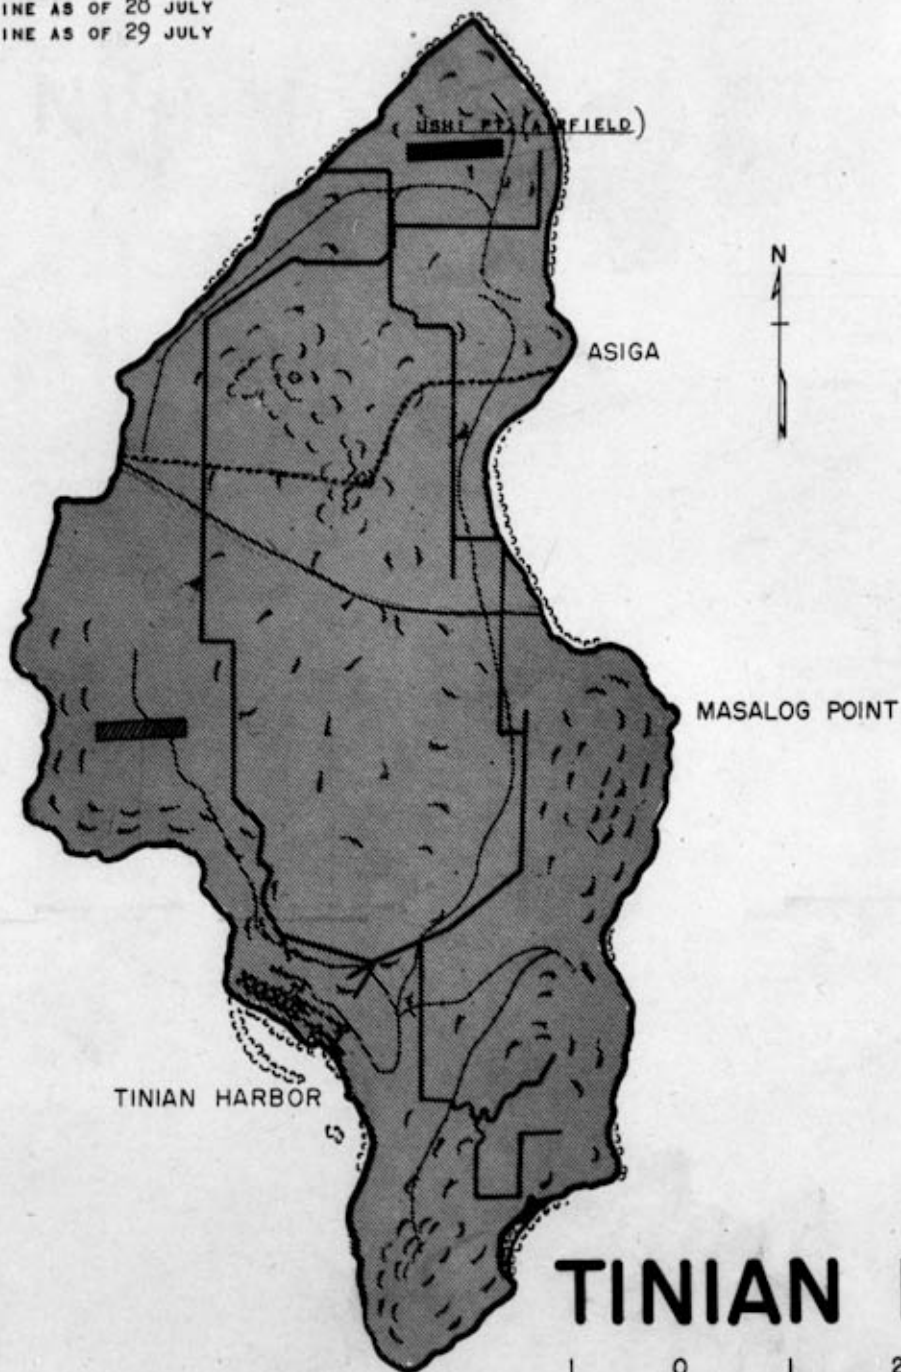 INE AS OF 20 JULY
INE AS OF 29 JULY
USHI PT. (AIRFIELD)
N
ASIGA
MASALOG POINT
TINIAN HARBOR
TINIAN
1 0 1 2